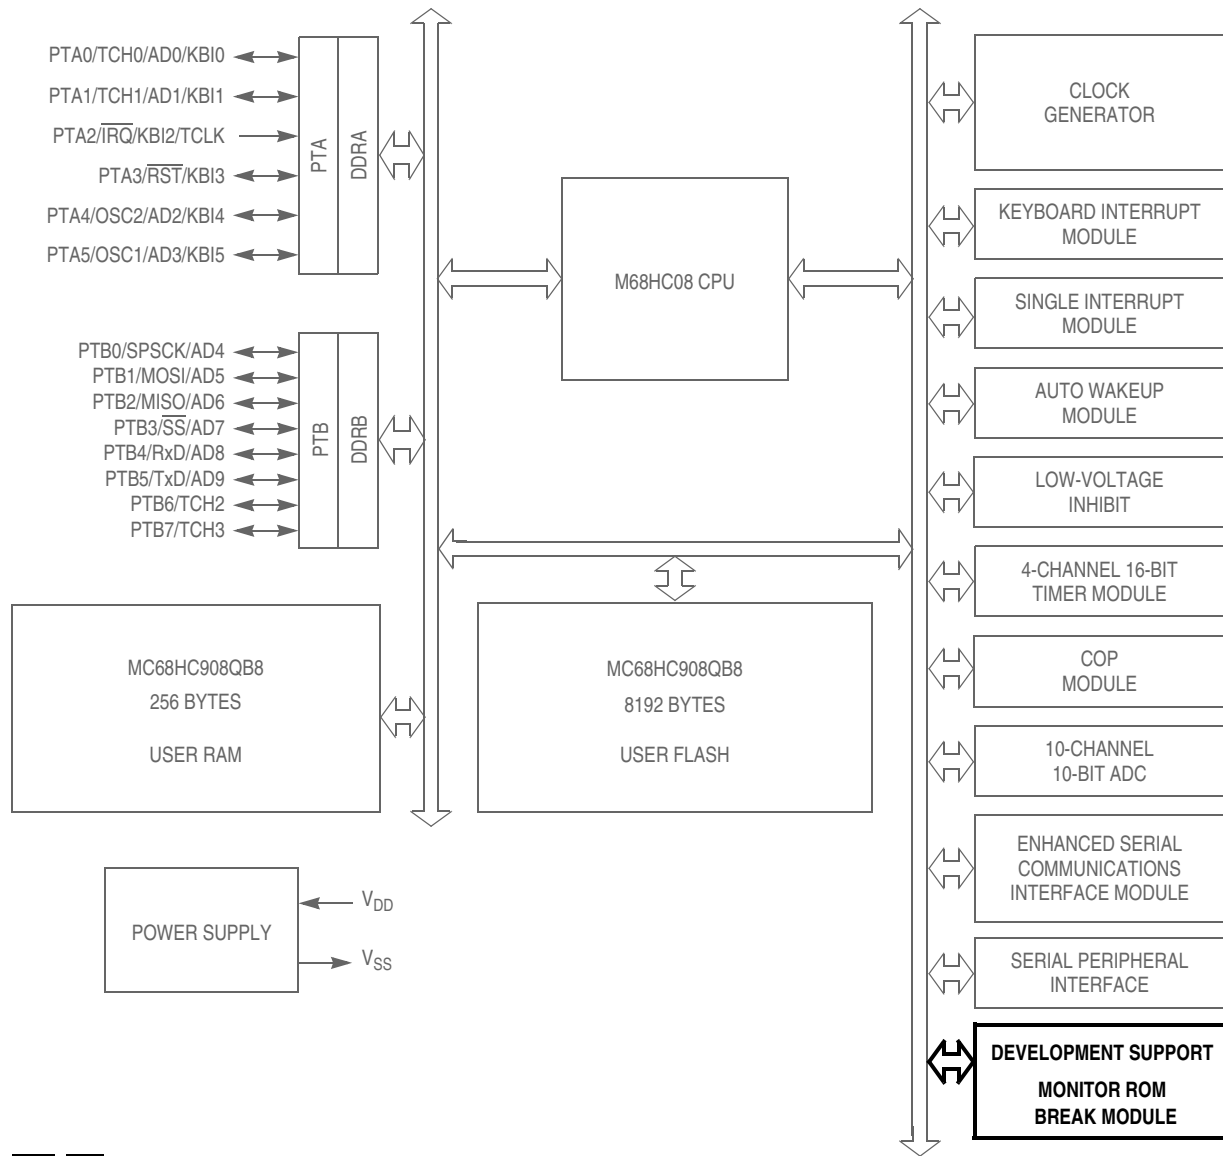 PTA0/TCH0/AD0/KBI0
PTA1/TCH1/AD1/KBI1
PTA2/IRQ/KBI2/TCLK
PTA3/RST/KBI3
PTA4/OSC2/AD2/KBI4
PTA5/OSC1/AD3/KBI5
PTA
DDRA
PTB0/SPSCK/AD4
PTB1/MOSI/AD5
PTB2/MISO/AD6
PTB3/SS/AD7
PTB4/RxD/AD8
PTB5/TxD/AD9
PTB6/TCH2
PTB7/TCH3
PTB
DDRB
M68HC08 CPU
MC68HC908QB8
256 BYTES
USER RAM
MC68HC908QB8
8192 BYTES
USER FLASH
POWER SUPPLY
VDD
VSS
CLOCK
GENERATOR
KEYBOARD INTERRUPT
MODULE
SINGLE INTERRUPT
MODULE
AUTO WAKEUP
MODULE
LOW-VOLTAGE
INHIBIT
4-CHANNEL 16-BIT
TIMER MODULE
COP
MODULE
10-CHANNEL
10-BIT ADC
ENHANCED SERIAL
COMMUNICATIONS
INTERFACE MODULE
SERIAL PERIPHERAL
INTERFACE
DEVELOPMENT SUPPORT
MONITOR ROM
BREAK MODULE